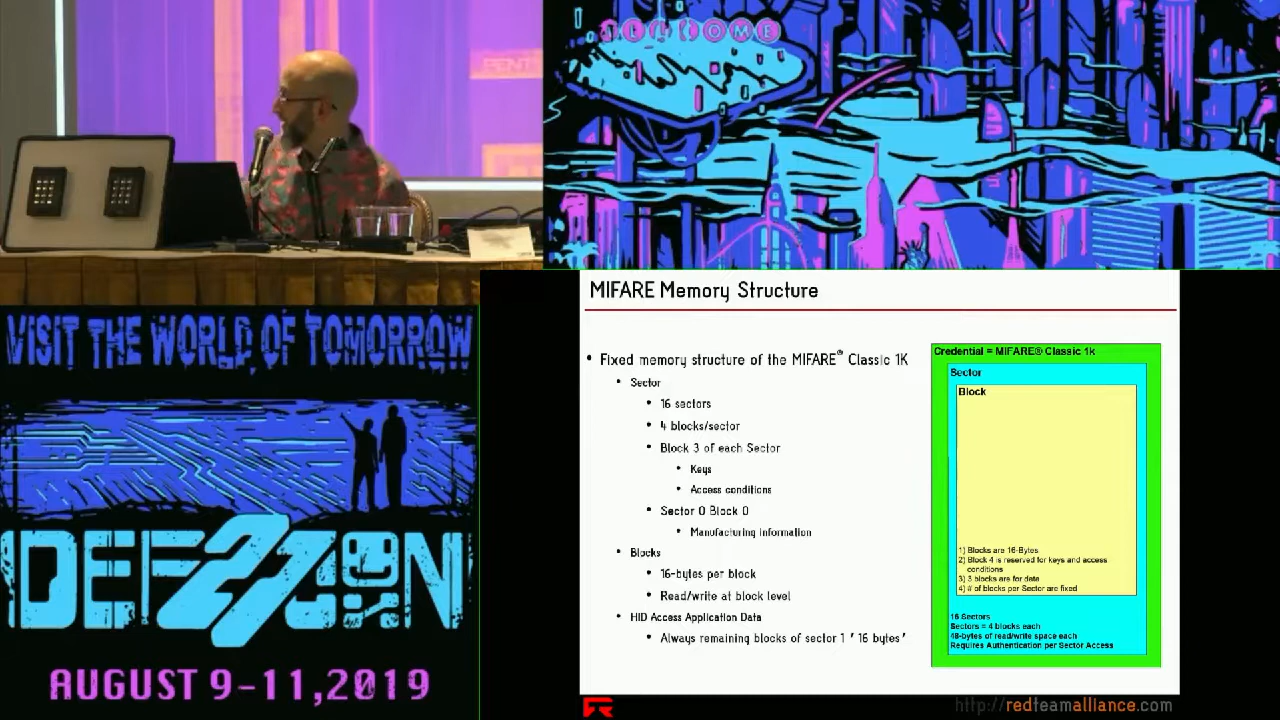 WELCOME
PENT
VISIT THE WORLD OF TOMORROW
DEF CON
27
AUGUST 9-11,2019
MIFARE Memory Structure
• Fixed memory structure of the MIFARE® Classic 1K
• Sector
• 16 sectors
• 4 blocks/sector
• Block 3 of each Sector
• Keys
• Access conditions
• Sector 0 Block 0
• Manufacturing information
• Blocks
• 16-bytes per block
• Read/write at block level
• HID Access Application Data
• Always remaining blocks of sector 1 ' 16 bytes'
Credential = MIFARE® Classic 1k
Sector
Block
1) Blocks are 16-Bytes
2) Block 4 is reserved for keys and access
conditions
3) 3 blocks are for data
4) # of blocks per Sector are fixed
16 Sectors
Sectors = 4 blocks each
48-bytes of read/write space each
Requires Authentication per Sector Access
http://redteamalliance.com